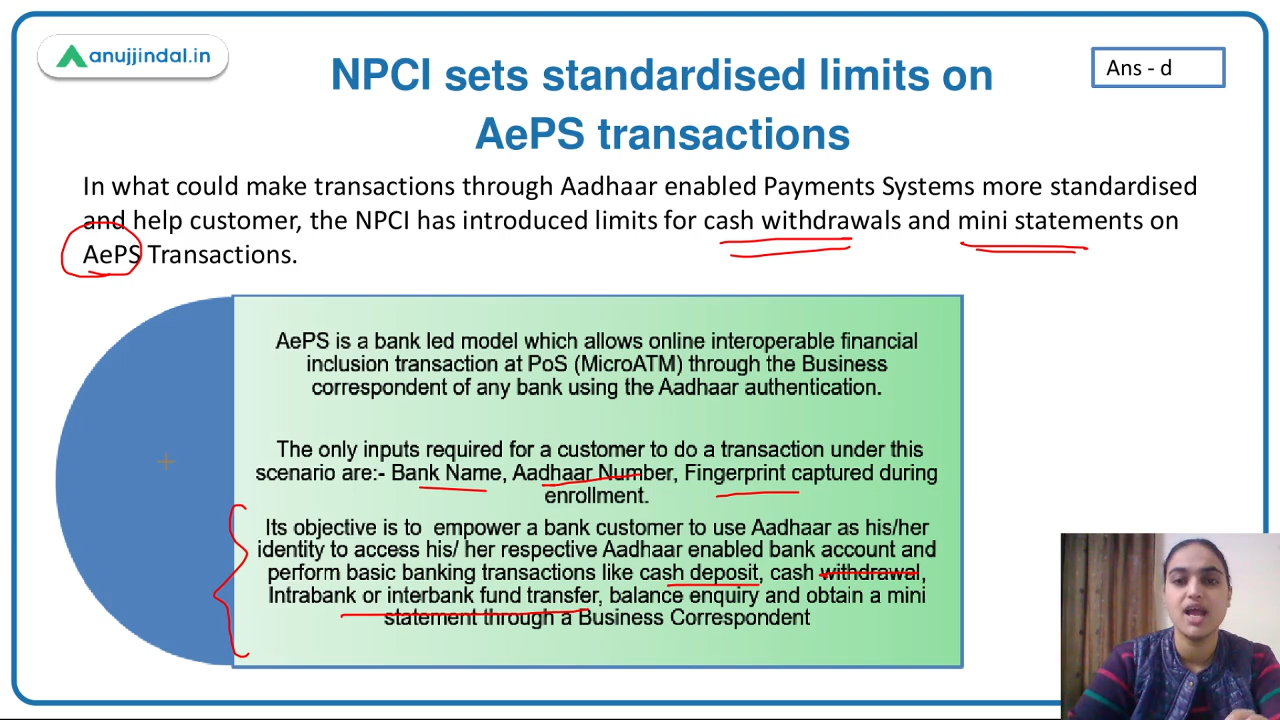 anujjindal.in
NPCI sets standardised limits on
AePS transactions
Ans - d
In what could make transactions through Aadhaar enabled Payments Systems more standardised
and help customer, the NPCI has introduced limits for cash withdrawals and mini statements on
AePS Transactions.
AePS is a bank led model which allows online interoperable financial
inclusion transaction at PoS (MicroATM) through the Business
correspondent of any bank using the Aadhaar authentication.
The only inputs required for a customer to do a transaction under this
scenario are:- Bank Name, Aadhaar Number, Fingerprint captured during
enrollment.
Its objective is to empower a bank customer to use Aadhaar as his/her
identity to access his/ her respective Aadhaar enabled bank account and
perform basic banking transactions like cash deposit, cash withdrawal,
Intrabank or interbank fund transfer, balance enquiry and obtain a mini
statement through a Business Correspondent